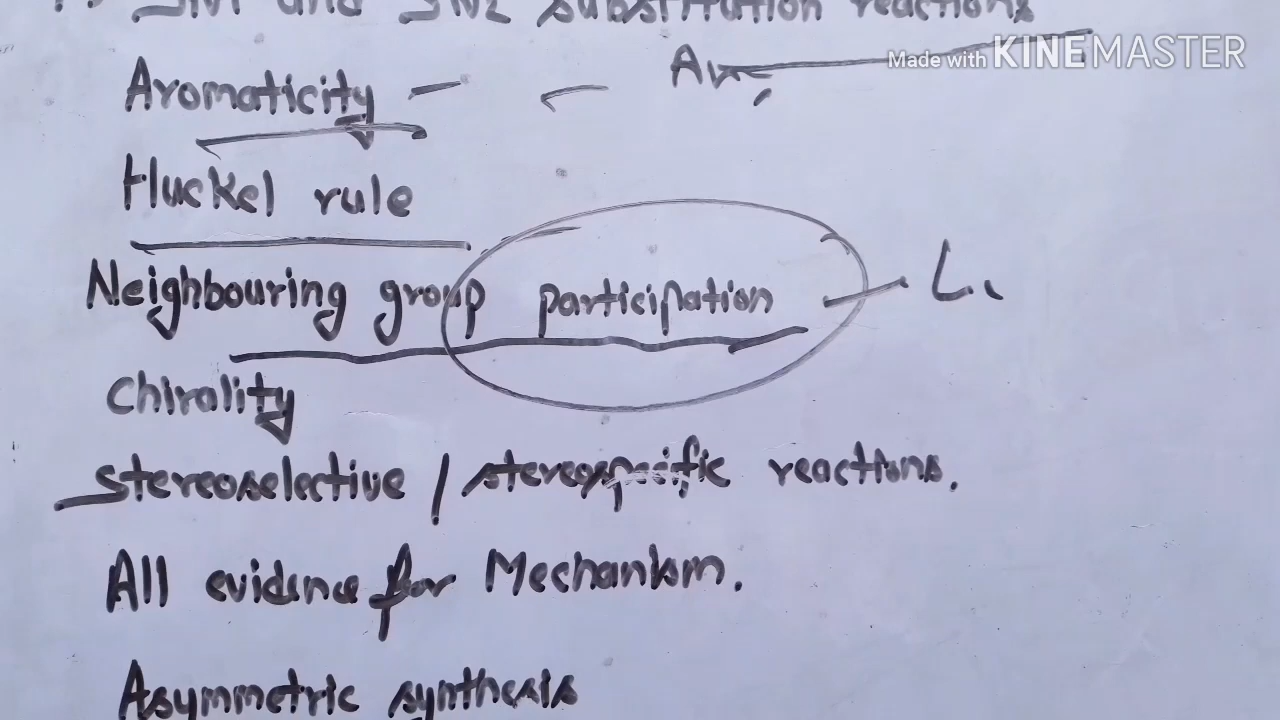 SN1 and SN2 substitution reactions
Made with KINEMASTER
Aromaticity
Huckel rule
Neighbouring group participation
Chirality
stereoselective / stereospecific reactions.
All evidence for Mechanism.
Asymmetric synthesis